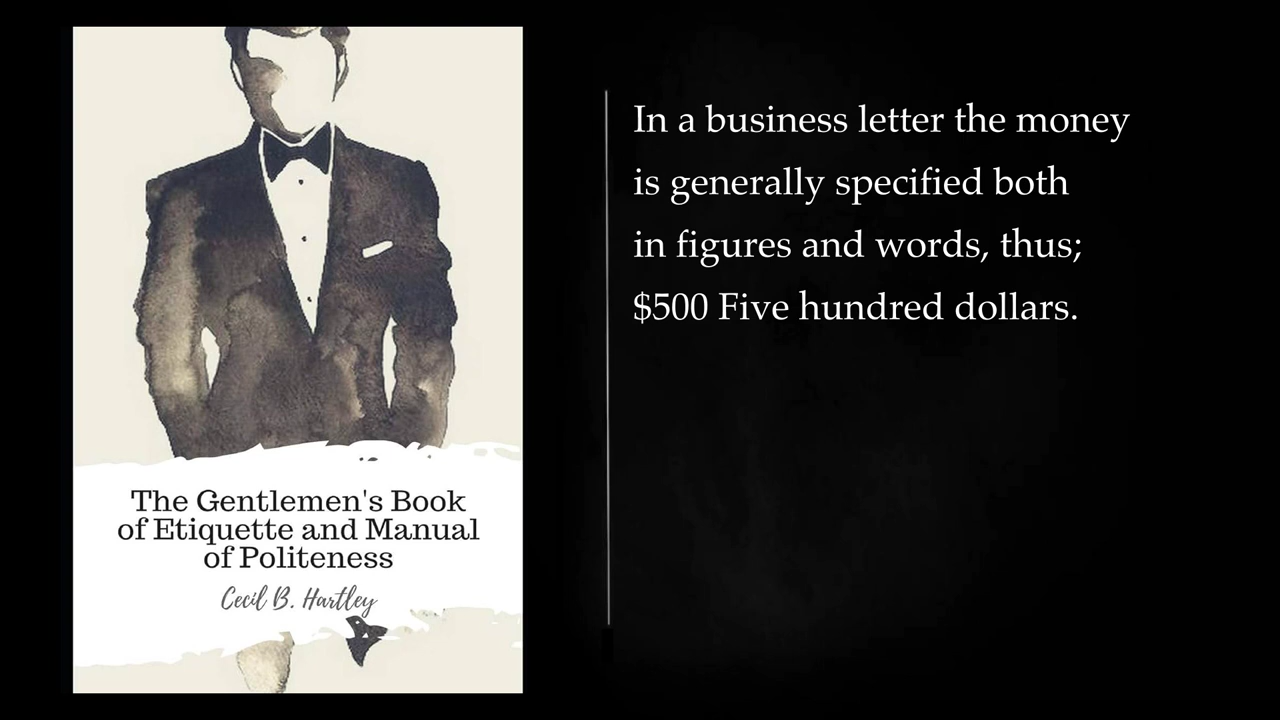 The Gentlemen's Book
of Etiquette and Manual
of Politeness
Cecil B. Hartley
In a business letter the money
is generally specified both
in figures and words, thus;
$500 Five hundred dollars.